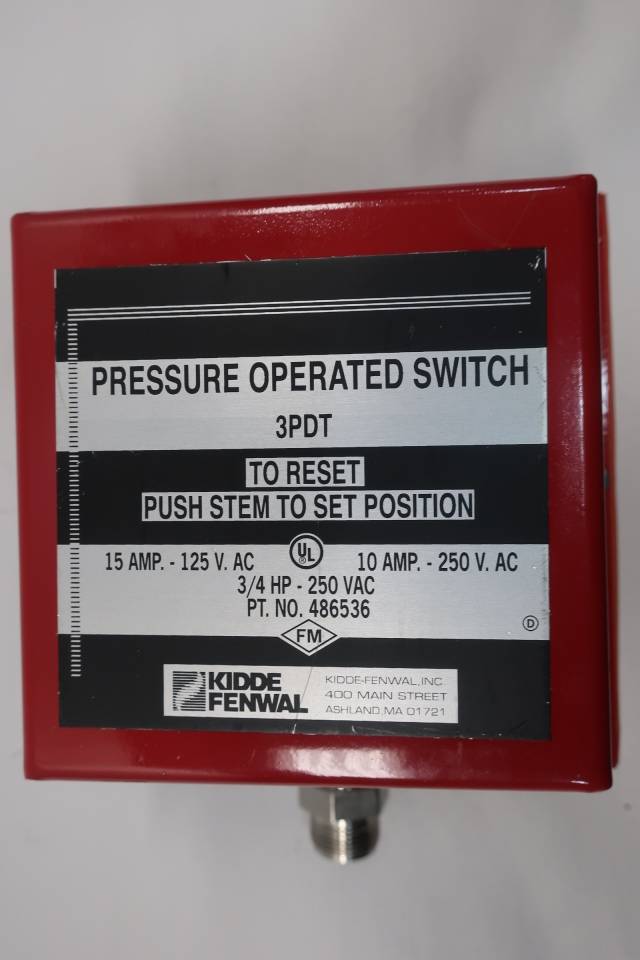 PRESSURE OPERATED SWITCH
3PDT
TO RESET
PUSH STEM TO SET POSITION
15 AMP. - 125 V. AC UL 10 AMP. - 250 V. AC
3/4 HP - 250 VAC
PT. NO. 486536
FM
D
KIDDE FENWAL
KIDDE-FENWAL, INC
400 MAIN STREET
ASHLAND, MA 01721